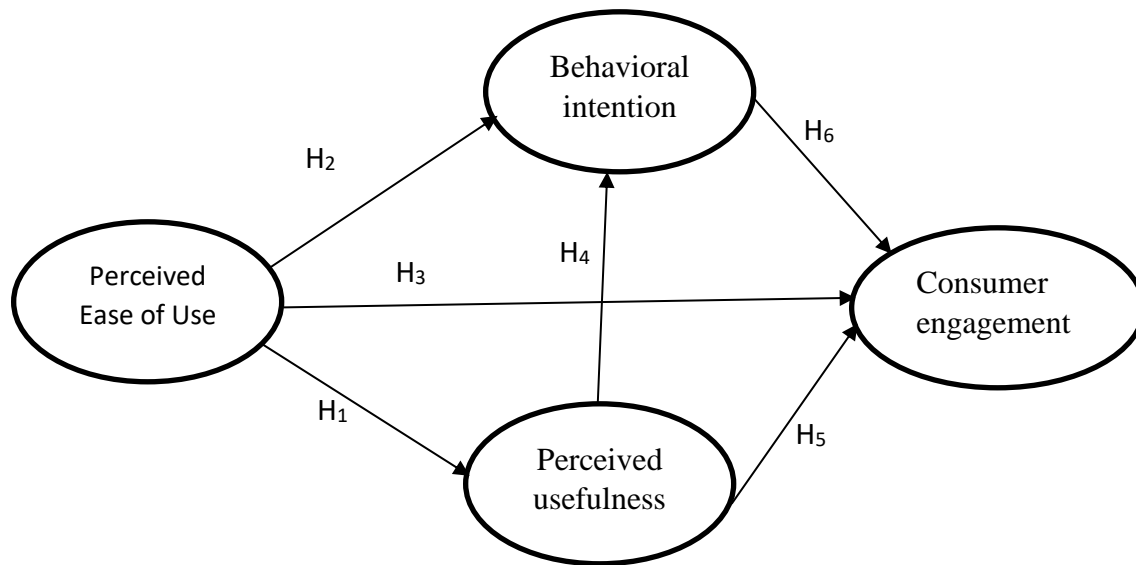 Behavioral
intention
H6
H2
H4
H3
Perceived
Ease of Use
Consumer
engagement
H1
H5
Perceived
usefulness